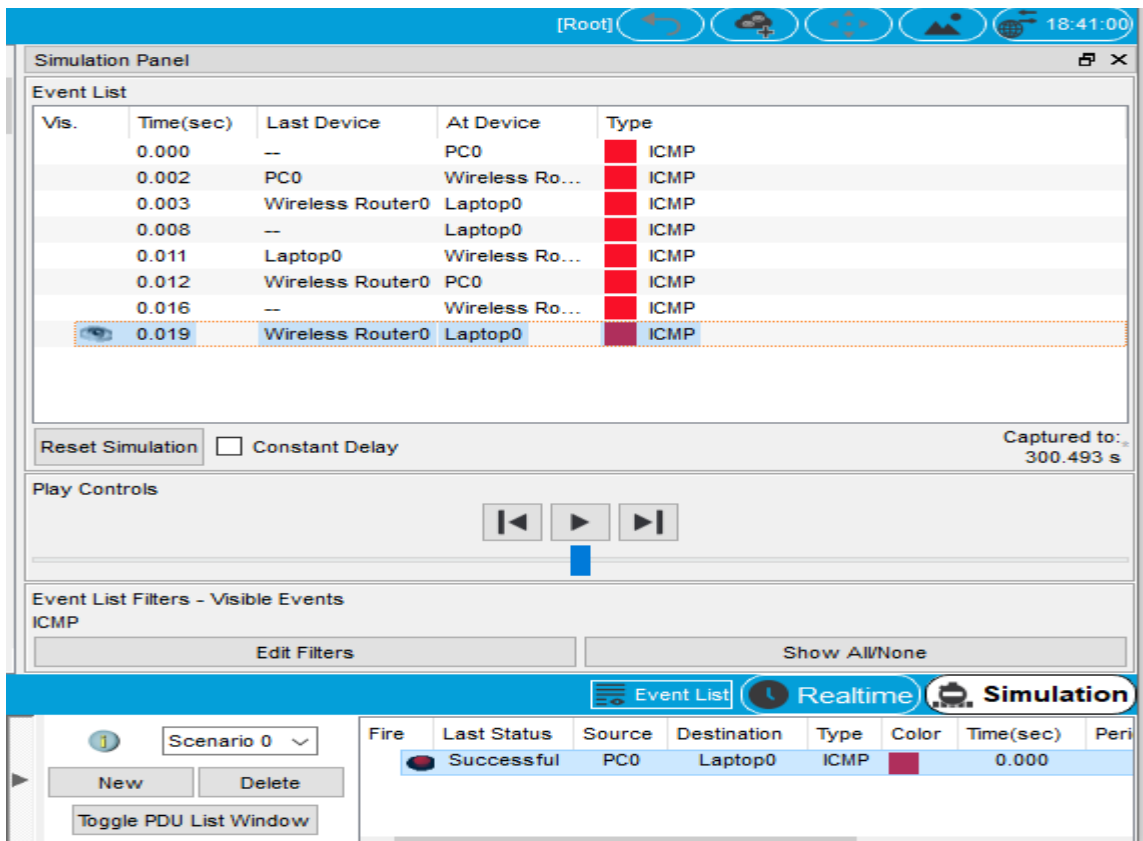 [Root] 18:41:00
Simulation Panel
Event List
Vis. Time(sec) Last Device At Device Type
0.000 -- PC0 ICMP
0.002 PC0 Wireless Ro... ICMP
0.003 Wireless Router0 Laptop0 ICMP
0.008 -- Laptop0 ICMP
0.011 Laptop0 Wireless Ro... ICMP
0.012 Wireless Router0 PC0 ICMP
0.016 -- Wireless Ro... ICMP
0.019 Wireless Router0 Laptop0 ICMP
Reset Simulation Constant Delay Captured to:
300.493 s
Play Controls
Event List Filters - Visible Events
ICMP
Edit Filters Show All/None
Event List Realtime Simulation
Scenario 0 Fire Last Status Source Destination Type Color Time(sec) Peri
Successful PC0 Laptop0 ICMP 0.000
New Delete
Toggle PDU List Window